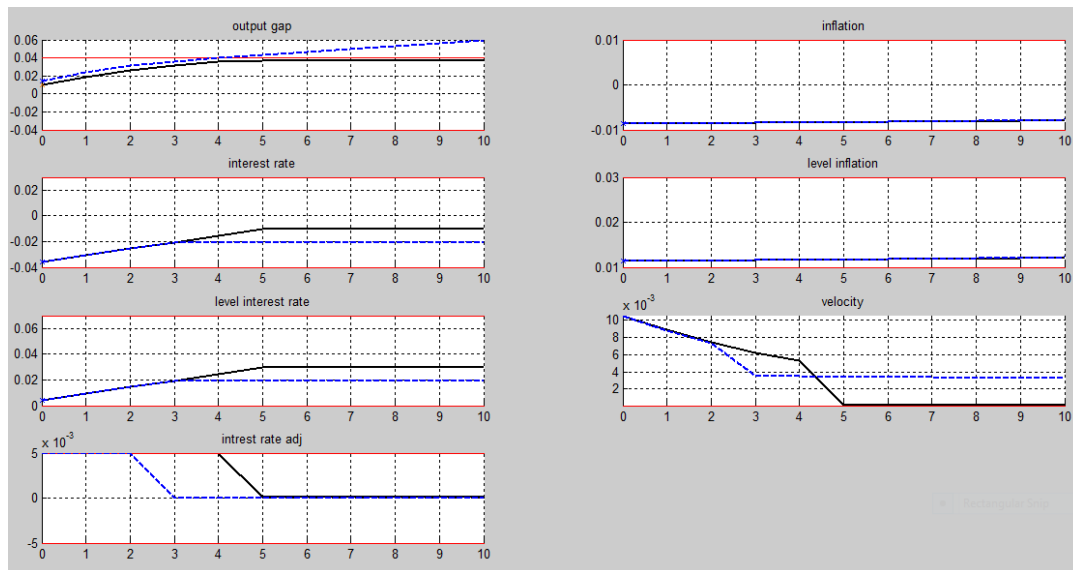 output gap
0.06
0.04
0.02
0
-0.02
-0.04
0 1 2 3 4 5 6 7 8 9 10
inflation
0.01
0
-0.01
0 1 2 3 4 5 6 7 8 9 10
interest rate
0.02
0
-0.02
-0.04
0 1 2 3 4 5 6 7 8 9 10
level inflation
0.03
0.02
0.01
0 1 2 3 4 5 6 7 8 9 10
level interest rate
0.06
0.04
0.02
0
0 1 2 3 4 5 6 7 8 9 10
velocity
x 10⁻³
10
8
6
4
2
0 1 2 3 4 5 6 7 8 9 10
intrest rate adj
x 10⁻³
5
0
-5
0 1 2 3 4 5 6 7 8 9 10